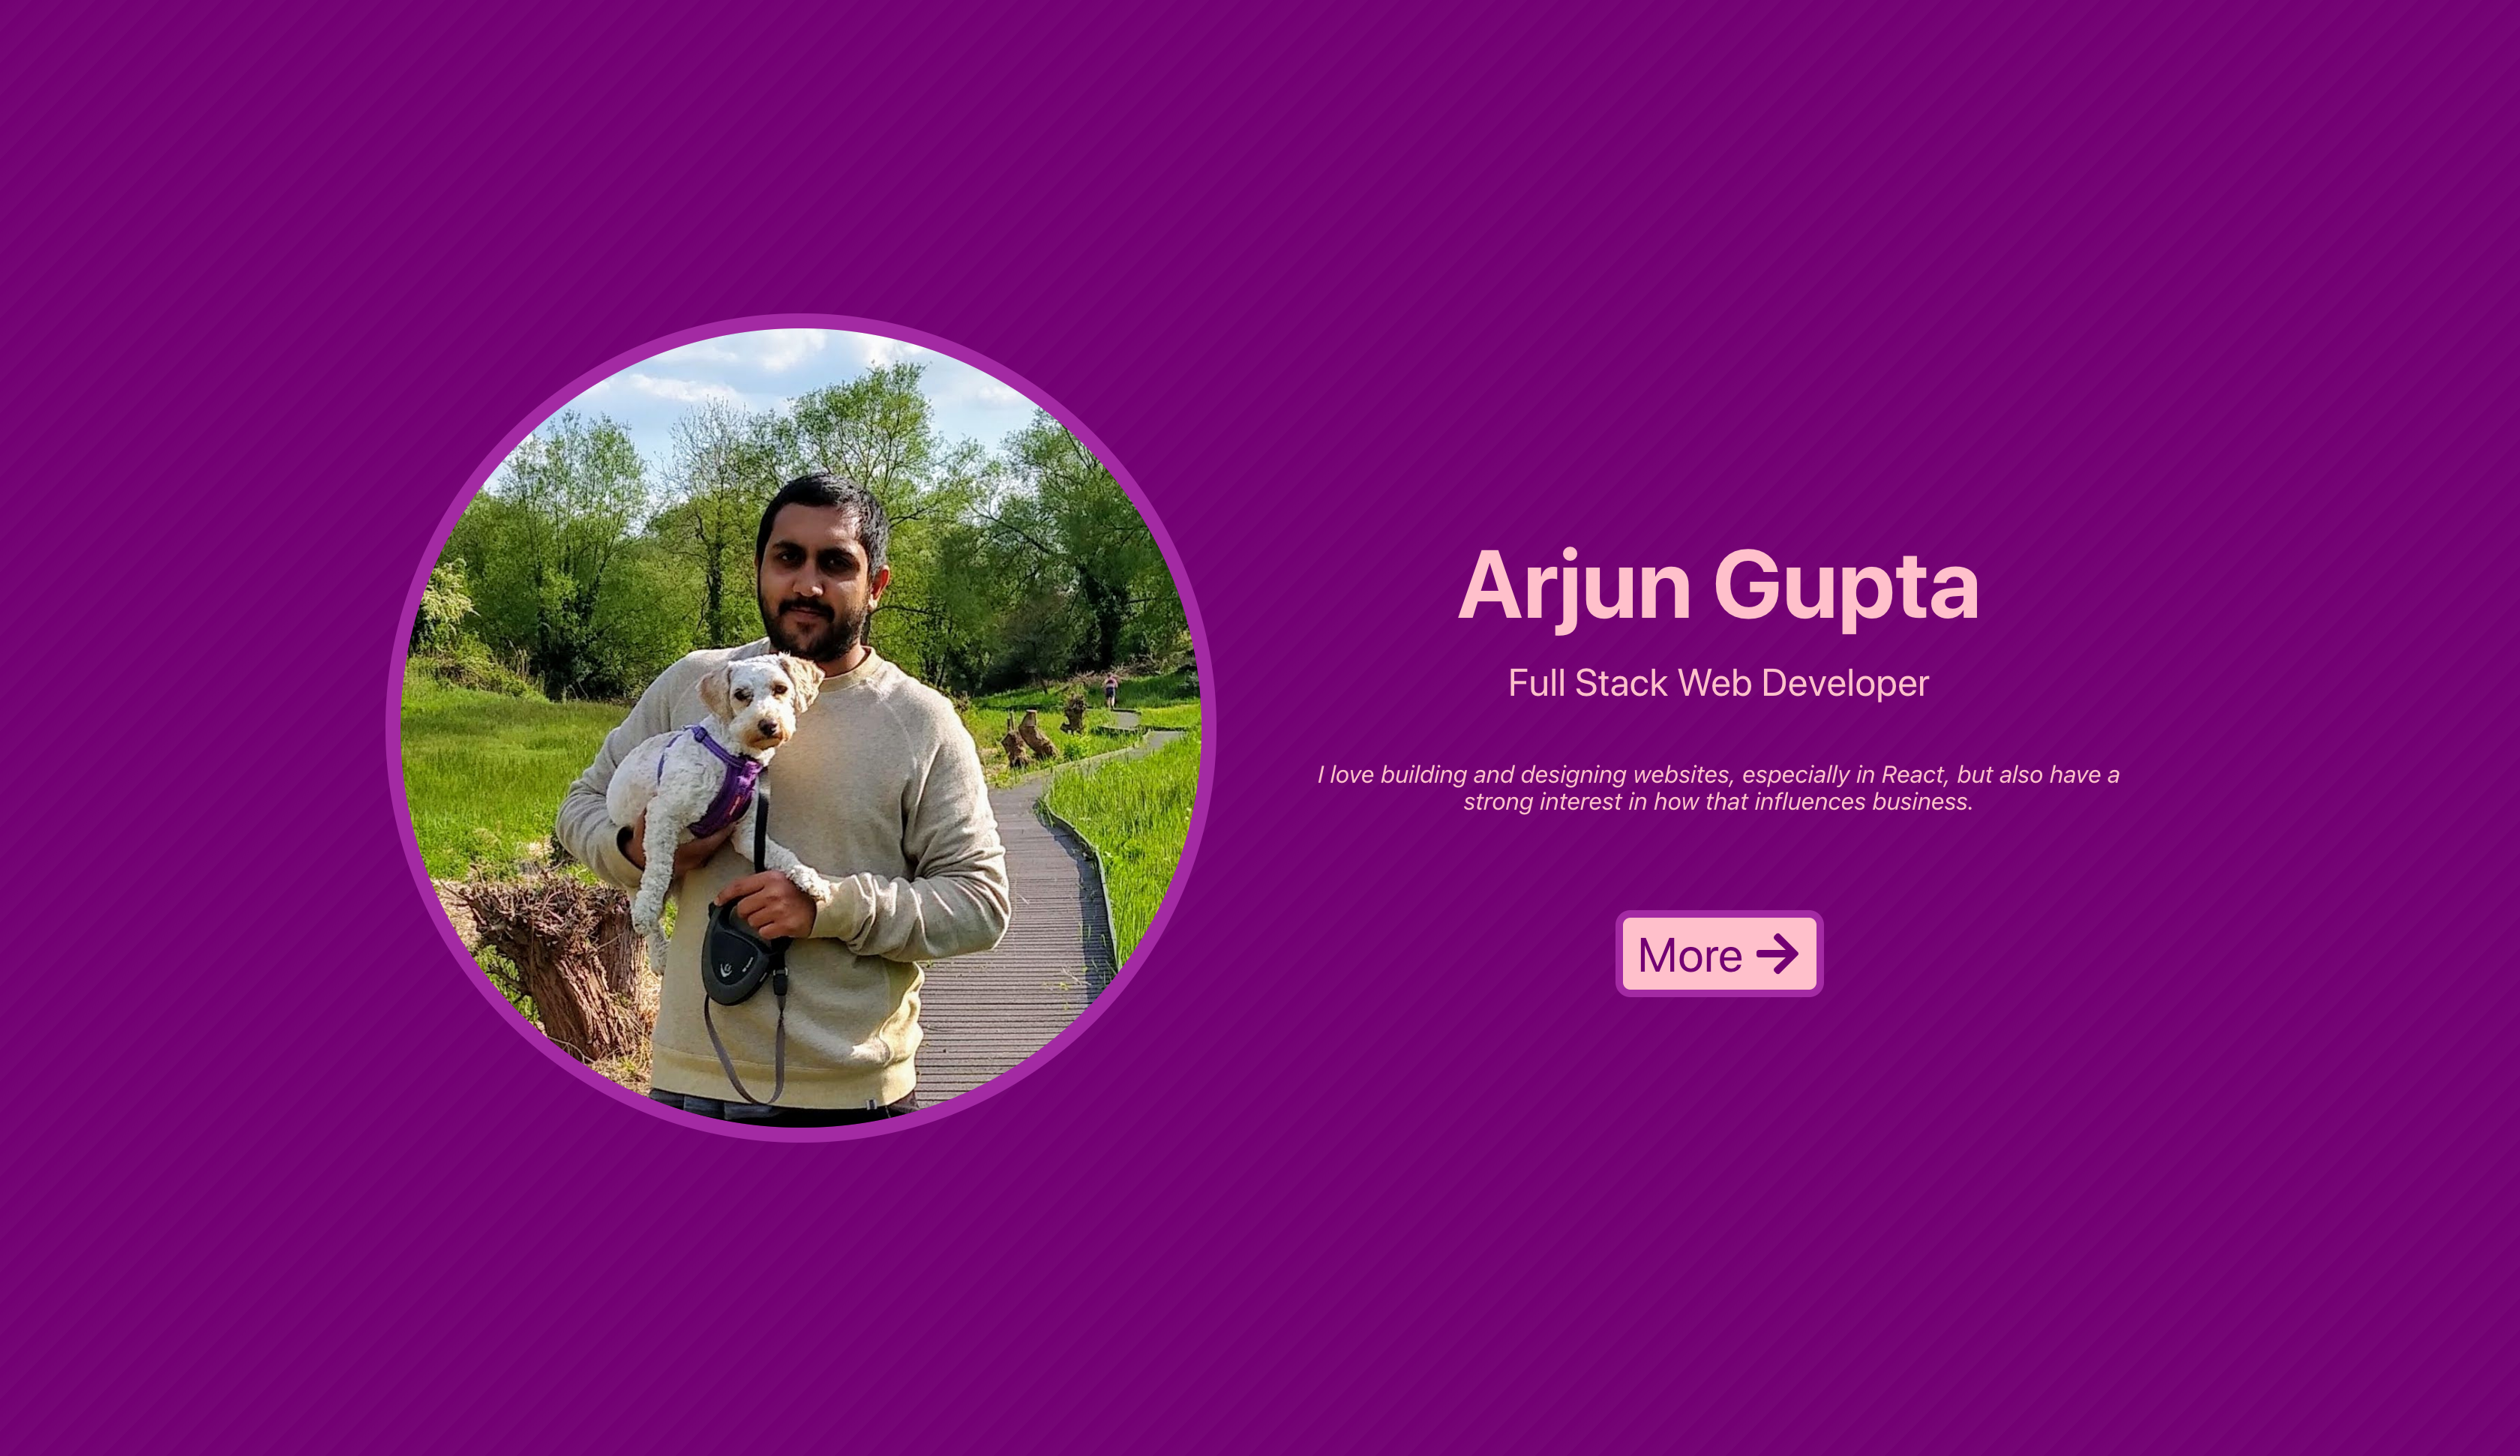 Arjun Gupta
Full Stack Web Developer
I love building and designing websites, especially in React, but also have a
strong interest in how that influences business.
More